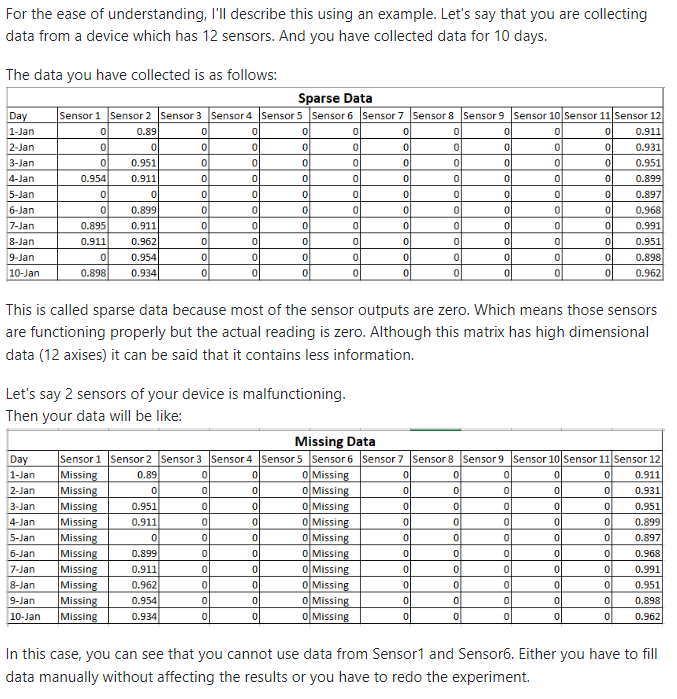 For the ease of understanding, I'll describe this using an example. Let's say that you are collecting
data from a device which has 12 sensors. And you have collected data for 10 days.
The data you have collected is as follows:
Sparse Data
Day Sensor 1 Sensor 2 Sensor 3 Sensor 4 Sensor 5 Sensor 6 Sensor 7 Sensor 8 Sensor 9 Sensor 10 Sensor 11 Sensor 12
1-Jan 0 0.89 0 0 0 0 0 0 0 0 0 0.911
2-Jan 0 0 0 0 0 0 0 0 0 0 0 0.931
3-Jan 0 0.951 0 0 0 0 0 0 0 0 0 0.951
4-Jan 0.954 0.911 0 0 0 0 0 0 0 0 0 0.899
5-Jan 0 0 0 0 0 0 0 0 0 0 0 0.897
6-Jan 0 0.899 0 0 0 0 0 0 0 0 0 0.968
7-Jan 0.895 0.911 0 0 0 0 0 0 0 0 0 0.991
8-Jan 0.911 0.962 0 0 0 0 0 0 0 0 0 0.951
9-Jan 0 0.954 0 0 0 0 0 0 0 0 0 0.898
10-Jan 0.898 0.934 0 0 0 0 0 0 0 0 0 0.962
This is called sparse data because most of the sensor outputs are zero. Which means those sensors
are functioning properly but the actual reading is zero. Although this matrix has high dimensional
data (12 axises) it can be said that it contains less information.
Let's say 2 sensors of your device is malfunctioning.
Then your data will be like:
Missing Data
Day Sensor 1 Sensor 2 Sensor 3 Sensor 4 Sensor 5 Sensor 6 Sensor 7 Sensor 8 Sensor 9 Sensor 10 Sensor 11 Sensor 12
1-Jan Missing 0.89 0 0 0 Missing 0 0 0 0 0 0.911
2-Jan Missing 0 0 0 0 Missing 0 0 0 0 0 0.931
3-Jan Missing 0.951 0 0 0 Missing 0 0 0 0 0 0.951
4-Jan Missing 0.911 0 0 0 Missing 0 0 0 0 0 0.899
5-Jan Missing 0 0 0 0 Missing 0 0 0 0 0 0.897
6-Jan Missing 0.899 0 0 0 Missing 0 0 0 0 0 0.968
7-Jan Missing 0.911 0 0 0 Missing 0 0 0 0 0 0.991
8-Jan Missing 0.962 0 0 0 Missing 0 0 0 0 0 0.951
9-Jan Missing 0.954 0 0 0 Missing 0 0 0 0 0 0.898
10-Jan Missing 0.934 0 0 0 Missing 0 0 0 0 0 0.962
In this case, you can see that you cannot use data from Sensor1 and Sensor6. Either you have to fill
data manually without affecting the results or you have to redo the experiment.